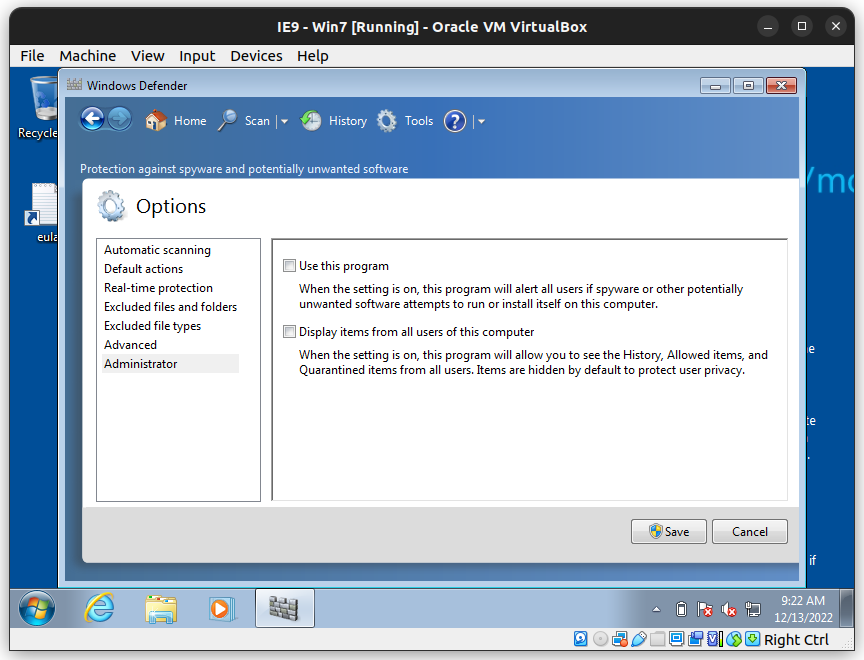 IE9 - Win7 [Running] - Oracle VM VirtualBox
File Machine View Input Devices Help
Recycle
eula
Windows Defender
Home Scan History Tools
Protection against spyware and potentially unwanted software
Options
Automatic scanning
Default actions
Real-time protection
Excluded files and folders
Excluded file types
Advanced
Administrator
Use this program
When the setting is on, this program will alert all users if spyware or other potentially
unwanted software attempts to run or install itself on this computer.
Display items from all users of this computer
When the setting is on, this program will allow you to see the History, Allowed items, and
Quarantined items from all users. Items are hidden by default to protect user privacy.
Save Cancel
if
9:22 AM
12/13/2022
Right Ctrl